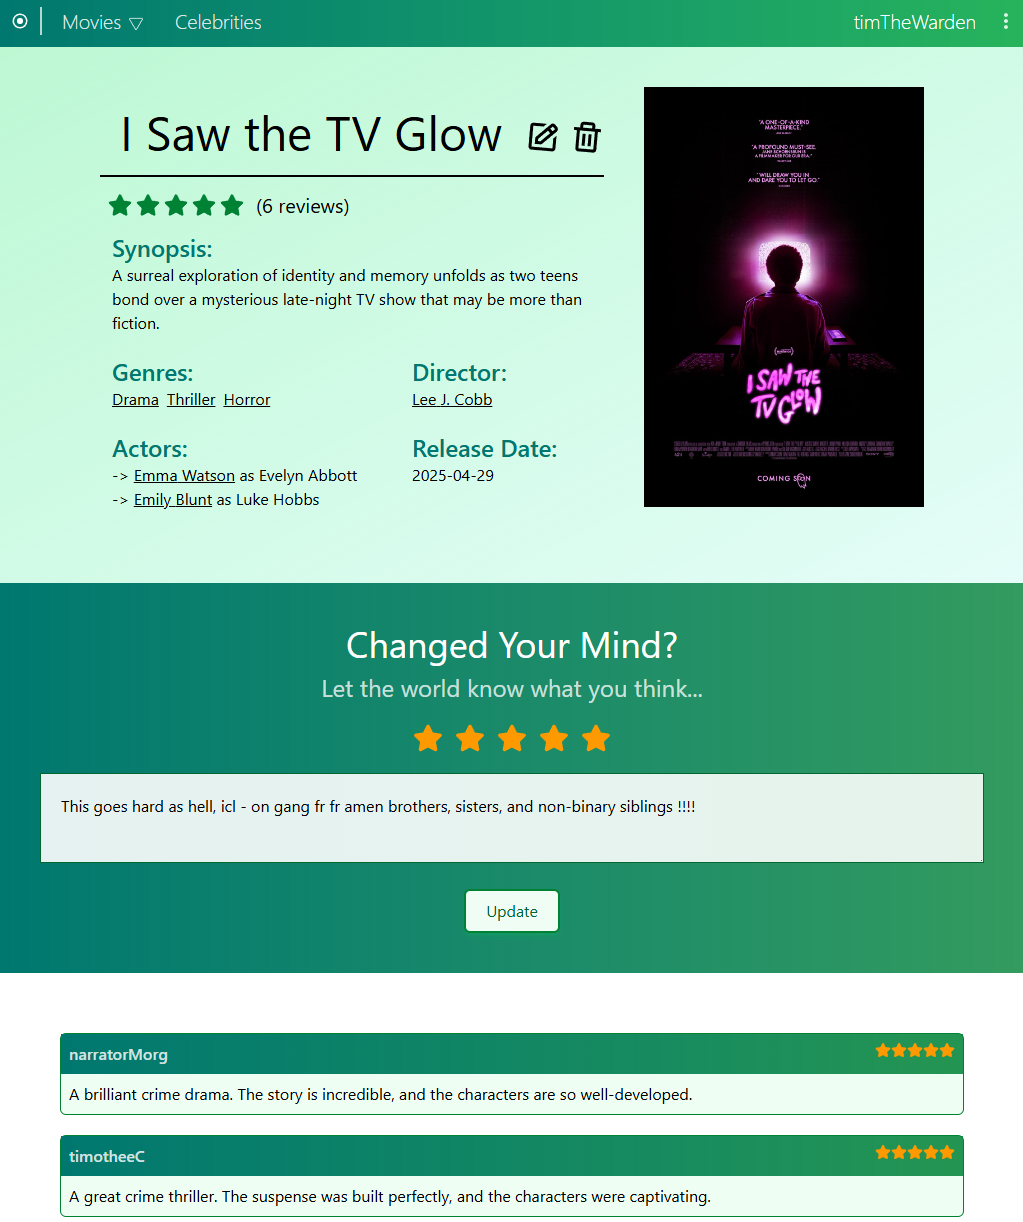 Movies ▽ Celebrities timTheWarden
I Saw the TV Glow
(6 reviews)
Synopsis:
A surreal exploration of identity and memory unfolds as two teens
bond over a mysterious late-night TV show that may be more than
fiction.
Genres:
Drama Thriller Horror
Director:
Lee J. Cobb
Actors:
-> Emma Watson as Evelyn Abbott
-> Emily Blunt as Luke Hobbs
Release Date:
2025-04-29
"A ONE-OF-A-KIND
MASTERPIECE."
"A PROFOUND MUST-SEE.
JANE SCHOENBRUN IS
A FILMMAKER FOR OUR ERA."
"WILL DRAW YOU IN
AND DARE YOU TO LET GO."
I SAW THE
TV GLOW
COMING SOON
Changed Your Mind?
Let the world know what you think...
This goes hard as hell, icl - on gang fr fr amen brothers, sisters, and non-binary siblings !!!!
Update
narratorMorg
A brilliant crime drama. The story is incredible, and the characters are so well-developed.
timotheeC
A great crime thriller. The suspense was built perfectly, and the characters were captivating.